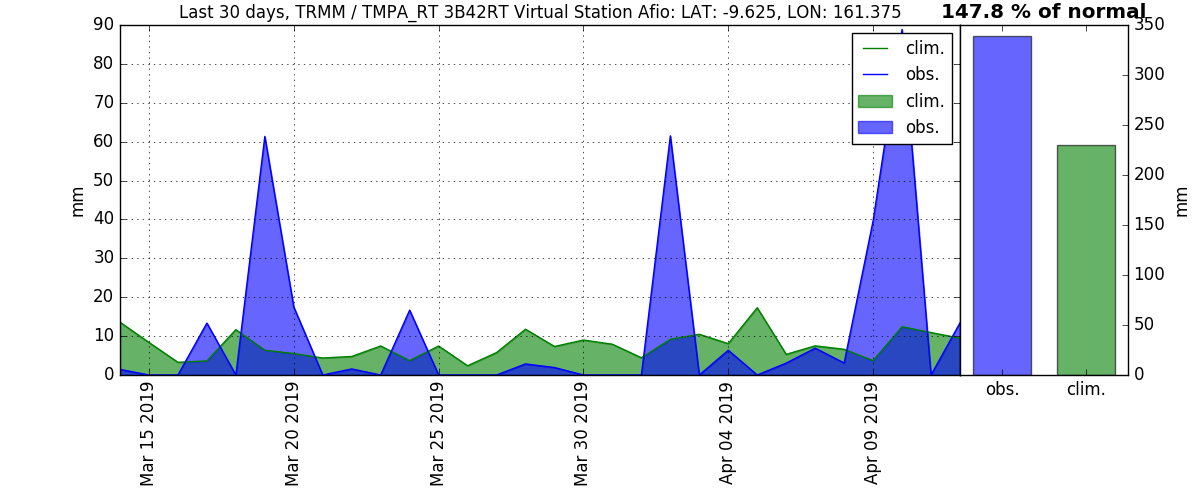 Last 30 days, TRMM / TMPA_RT 3B42RT Virtual Station Afio: LAT: -9.625, LON: 161.375
147.8 % of normal
90
80
70
60
50
40
30
20
10
0
mm
clim.
obs.
clim.
obs.
Mar 15 2019
Mar 20 2019
Mar 25 2019
Mar 30 2019
Apr 04 2019
Apr 09 2019
350
300
250
200
150
100
50
0
mm
obs.
clim.